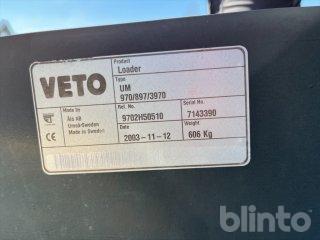 VETO
Product
Loader
Type
UM
970/897/3970
Made by
Ålö AB
Umeå-Sweden
Made in Sweden
Ref. No.
9702H50510
Serial No.
7143390
Date
2003-11-12
Weight
606 Kg
blinto